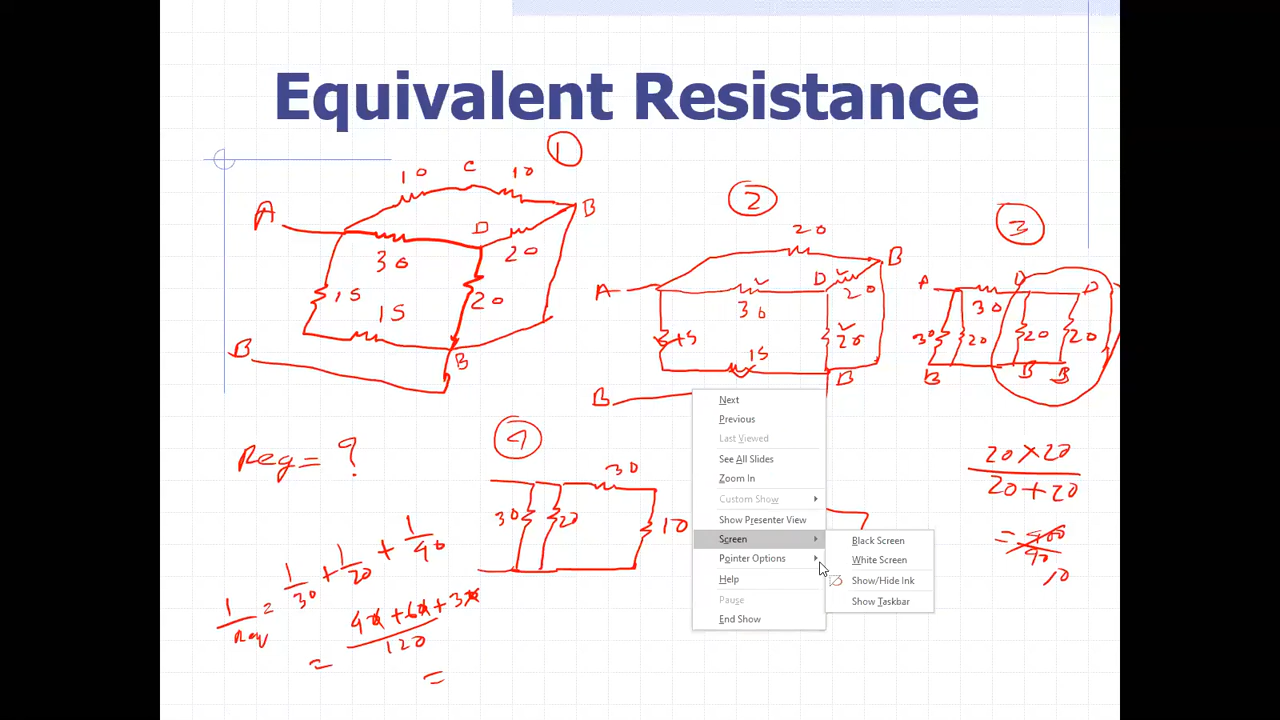 Equivalent Resistance
1
10 C 10
A
B
D
30
20
15
20
15
B
B
2
20
B
A
D
20
30
15
20
15
B
B
3
A
D
D
30
30
20
20
20
B
B
B
Req = ?
4
30
30
20
10
20 × 20
20 + 20
= 400
40
10
1/Req = 1/30 + 1/20 + 1/40
= 120
=
Next
Previous
Last Viewed
See All Slides
Zoom In
Custom Show
Show Presenter View
Screen
Pointer Options
Help
Pause
End Show
Black Screen
White Screen
Show/Hide Ink
Show Taskbar